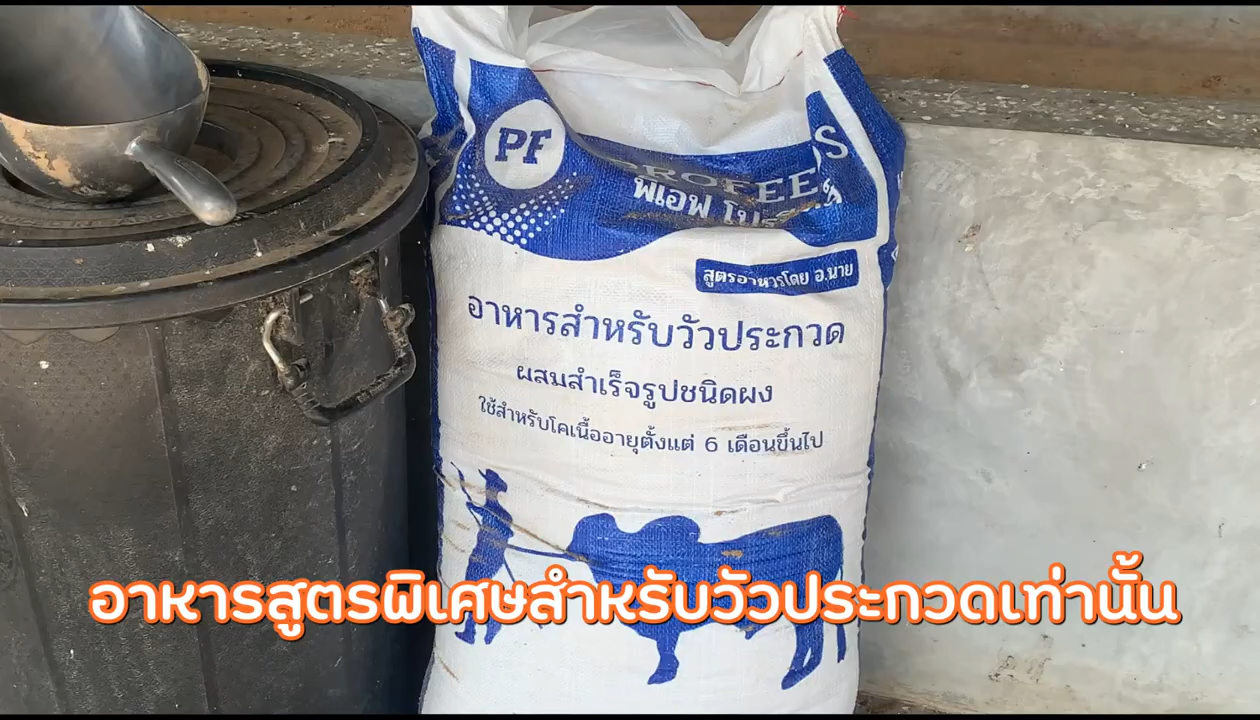 PF
พีเอฟ
สูตรอาหารโดย อ.นาย
อาหารสำหรับวัวประกวด
ผสมสำเร็จรูปชนิดผง
ใช้สำหรับโคเนื้ออายุตั้งแต่ 6 เดือนขึ้นไป
อาหารสูตรพิเศษสำหรับวัวประกวดเท่านั้น